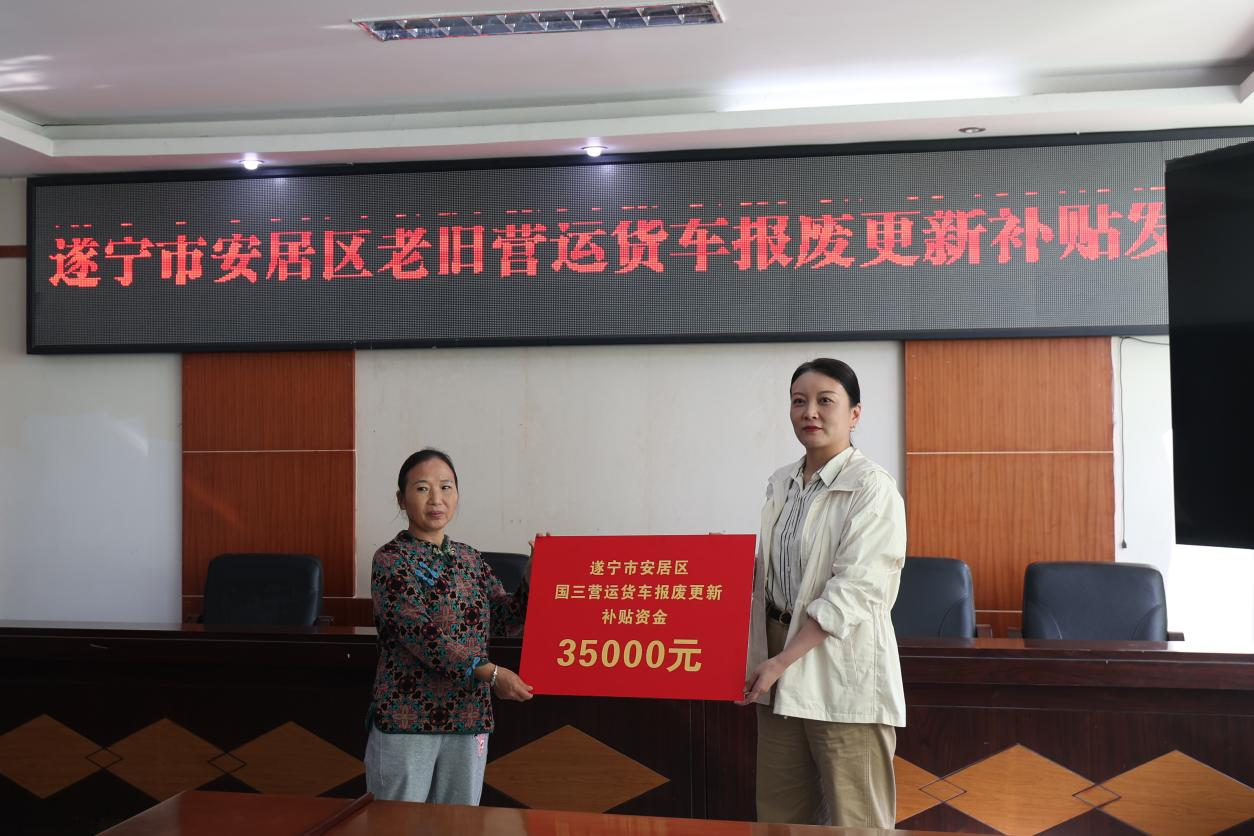 遂宁市安居区老旧营运货车报废更新补贴发
遂宁市安居区
国三营运货车报废更新
补贴资金
35000元